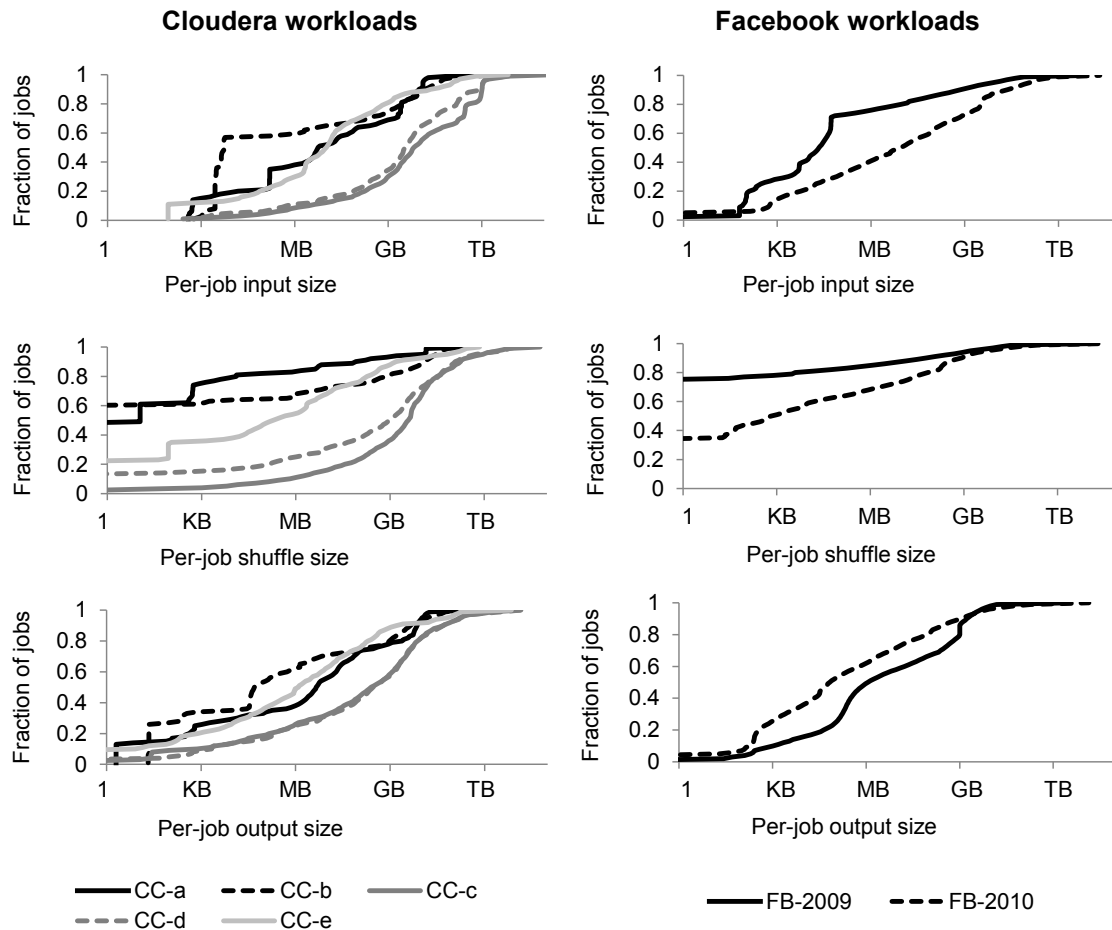 Cloudera workloads
Facebook workloads
Fraction of jobs
1
0.8
0.6
0.4
0.2
0
1 KB MB GB TB
Per-job input size
Fraction of jobs
1
0.8
0.6
0.4
0.2
0
1 KB MB GB TB
Per-job input size
Fraction of jobs
1
0.8
0.6
0.4
0.2
0
1 KB MB GB TB
Per-job shuffle size
Fraction of jobs
1
0.8
0.6
0.4
0.2
0
1 KB MB GB TB
Per-job shuffle size
Fraction of jobs
1
0.8
0.6
0.4
0.2
0
1 KB MB GB TB
Per-job output size
Fraction of jobs
1
0.8
0.6
0.4
0.2
0
1 KB MB GB TB
Per-job output size
CC-a CC-b CC-c
CC-d CC-e
FB-2009 FB-2010